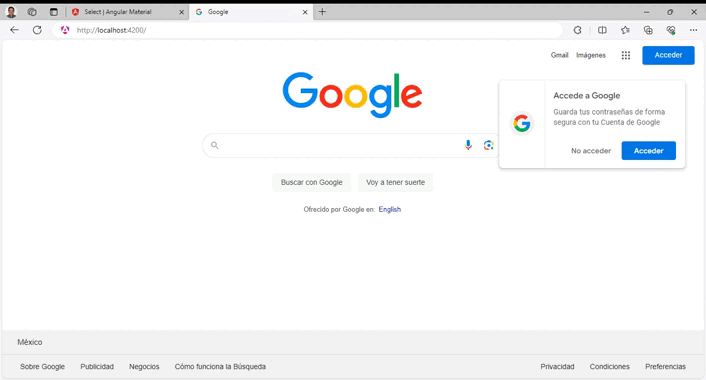 Select | Angular Material
Google
http://localhost:4200/
Gmail Imágenes Acceder
Google
Accede a Google
Guarda tus contraseñas de forma
segura con tu Cuenta de Google
No acceder Acceder
Buscar con Google Voy a tener suerte
Ofrecido por Google en: English
México
Sobre Google Publicidad Negocios Cómo funciona la Búsqueda Privacidad Condiciones Preferencias